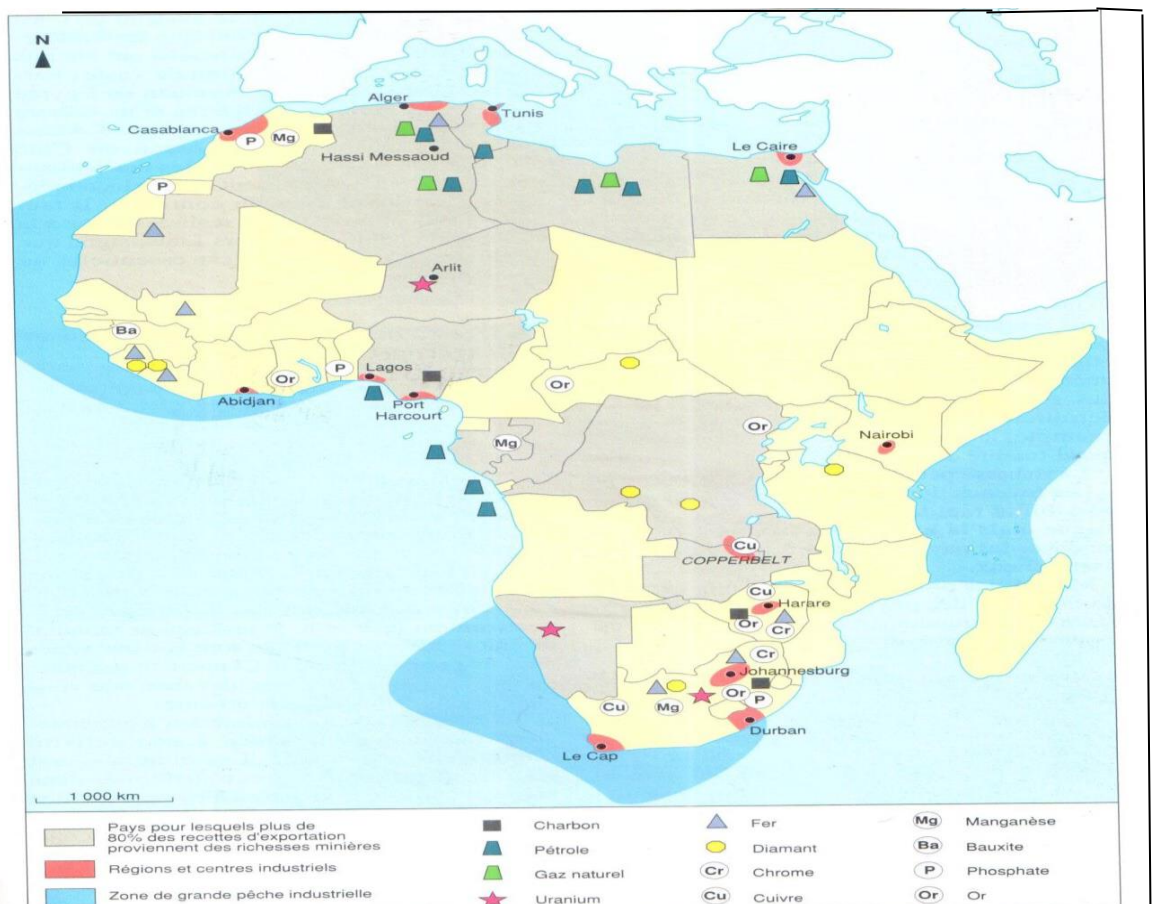 N
Alger
Tunis
Casablanca
P
Mg
Hassi Messaoud
Le Caire
P
Arlit
Ba
P
Lagos
Or
Or
Abidjan
Port
Harcourt
Or
Mg
Nairobi
Cu
COPPERBELT
Cu
Harare
Or
Cr
Cr
Johannesburg
Or
P
Cu
Mg
Durban
Le Cap
1 000 km
Pays pour lesquels plus de
80% des recettes d'exportation
proviennent des richesses minières
Régions et centres industriels
Zone de grande pêche industrielle
Charbon
Pétrole
Gaz naturel
Uranium
Fer
Diamant
Cr Chrome
Cu Cuivre
Mg Manganèse
Ba Bauxite
P Phosphate
Or Or